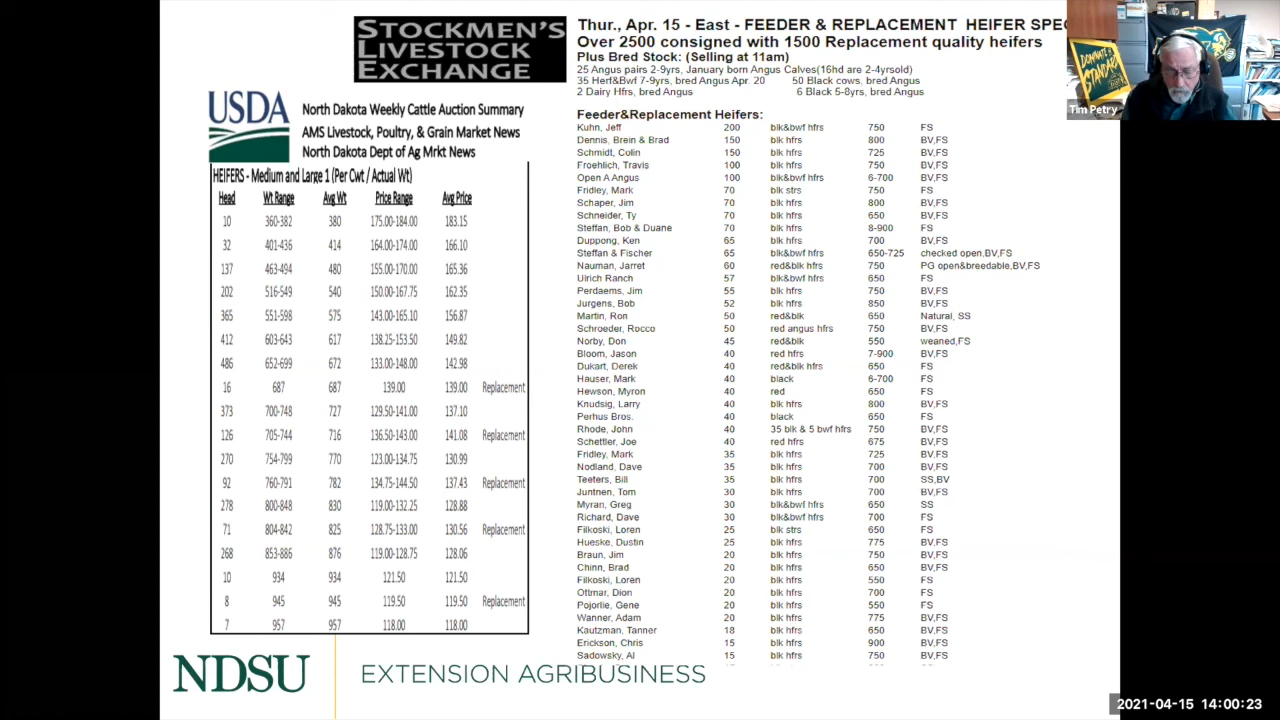 STOCKMEN'S
LIVESTOCK
EXCHANGE
USDA
North Dakota Weekly Cattle Auction Summary
AMS Livestock, Poultry, & Grain Market News
North Dakota Dept of Ag Mrkt News
HEIFERS - Medium and Large 1 (Per Cwt / Actual Wt)
Head Wt Range Avg Wt Price Range Avg Price
10 360-382 380 175.00-184.00 183.15
32 401-436 414 164.00-174.00 166.10
137 463-494 480 155.00-170.00 165.36
202 516-549 540 150.00-167.75 162.35
365 551-598 575 143.00-165.10 156.87
412 603-643 617 138.25-153.50 149.82
486 652-699 672 133.00-148.00 142.98
16 687 687 139.00 139.00 Replacement
373 700-748 727 129.50-141.00 137.10
126 705-744 716 136.50-143.00 141.08 Replacement
270 754-799 770 123.00-134.75 130.99
92 760-791 782 134.75-144.50 137.43 Replacement
278 800-848 830 119.00-132.25 128.88
71 804-842 825 128.75-133.00 130.56 Replacement
268 853-886 876 119.00-128.75 128.06
10 934 934 121.50 121.50
8 945 945 119.50 119.50 Replacement
7 957 957 118.00 118.00
Thur., Apr. 15 - East - FEEDER & REPLACEMENT HEIFER SPEC
Over 2500 consigned with 1500 Replacement quality heifers
Plus Bred Stock: (Selling at 11am)
25 Angus pairs 2-9yrs, January born Angus Calves(16hd are 2-4yrsold)
35 Herf&Bwf 7-9yrs, bred Angus Apr. 20 50 Black cows, bred Angus
2 Dairy Hfrs, bred Angus 6 Black 5-8yrs, bred Angus
Feeder&Replacement Heifers:
Kuhn, Jeff 200 blk&bwf hfrs 750 FS
Dennis, Brein & Brad 150 blk hfrs 800 BV,FS
Schmidt, Colin 150 blk hfrs 725 BV,FS
Froehlich, Travis 100 blk hfrs 750 BV,FS
Open A Angus 100 blk&bwf hfrs 6-700 BV,FS
Fridley, Mark 70 blk strs 750 FS
Schaper, Jim 70 blk hfrs 800 BV,FS
Schneider, Ty 70 blk hfrs 650 BV,FS
Steffan, Bob & Duane 70 blk hfrs 8-900 FS
Duppong, Ken 65 blk hfrs 700 BV,FS
Steffan & Fischer 65 blk&bwf hfrs 650-725 checked open,BV,FS
Nauman, Jarret 60 red&blk hfrs 750 PG open&breedable,BV,FS
Ulrich Ranch 57 blk&bwf hfrs 650 FS
Perdaems, Jim 55 blk hfrs 750 BV,FS
Jurgens, Bob 52 blk hfrs 850 BV,FS
Martin, Ron 50 red&blk 650 Natural, SS
Schroeder, Rocco 50 red angus hfrs 750 BV,FS
Norby, Don 45 red&blk 550 weaned,FS
Bloom, Jason 40 red hfrs 7-900 BV,FS
Dukart, Derek 40 red&blk hfrs 650 FS
Hauser, Mark 40 black 6-700 FS
Hewson, Myron 40 red 650 FS
Knudsig, Larry 40 blk hfrs 800 BV,FS
Perhus Bros. 40 black 650 FS
Rhode, John 40 35 blk & 5 bwf hfrs 750 BV,FS
Schettler, Joe 40 red hfrs 675 BV,FS
Fridley, Mark 35 blk hfrs 725 BV,FS
Nodland, Dave 35 blk hfrs 700 BV,FS
Teeters, Bill 35 blk hfrs 700 SS,BV
Juntnen, Tom 30 blk hfrs 700 BV,FS
Myran, Greg 30 blk&bwf hfrs 650 SS
Richard, Dave 30 blk&bwf hfrs 700 FS
Filkoski, Loren 25 blk strs 650 FS
Hueske, Dustin 25 blk hfrs 775 BV,FS
Braun, Jim 20 blk hfrs 750 BV,FS
Chinn, Brad 20 blk hfrs 650 BV,FS
Filkoski, Loren 20 blk hfrs 550 FS
Ottmar, Dion 20 blk hfrs 700 FS
Pojorlie, Gene 20 blk hfrs 550 FS
Wanner, Adam 20 blk hfrs 775 BV,FS
Kautzman, Tanner 18 blk hfrs 650 BV,FS
Erickson, Chris 15 blk hfrs 900 BV,FS
Sadowsky, Al 15 blk hfrs 750 BV,FS
DOMINATE
STANDARD
Tim Petry
NDSU EXTENSION AGRIBUSINESS
2021-04-15 14:00:23